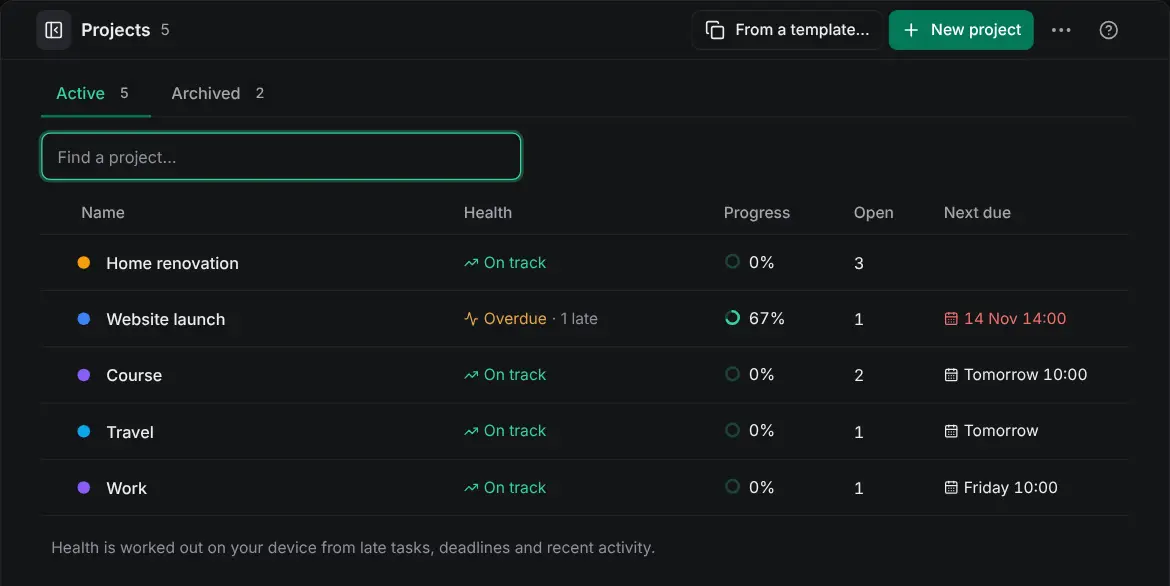 Projects 5 From a template... New project
Active 5 Archived 2
Find a project...
Name Health Progress Open Next due
Home renovation On track 0% 3
Website launch Overdue · 1 late 67% 1 14 Nov 14:00
Course On track 0% 2 Tomorrow 10:00
Travel On track 0% 1 Tomorrow
Work On track 0% 1 Friday 10:00
Health is worked out on your device from late tasks, deadlines and recent activity.